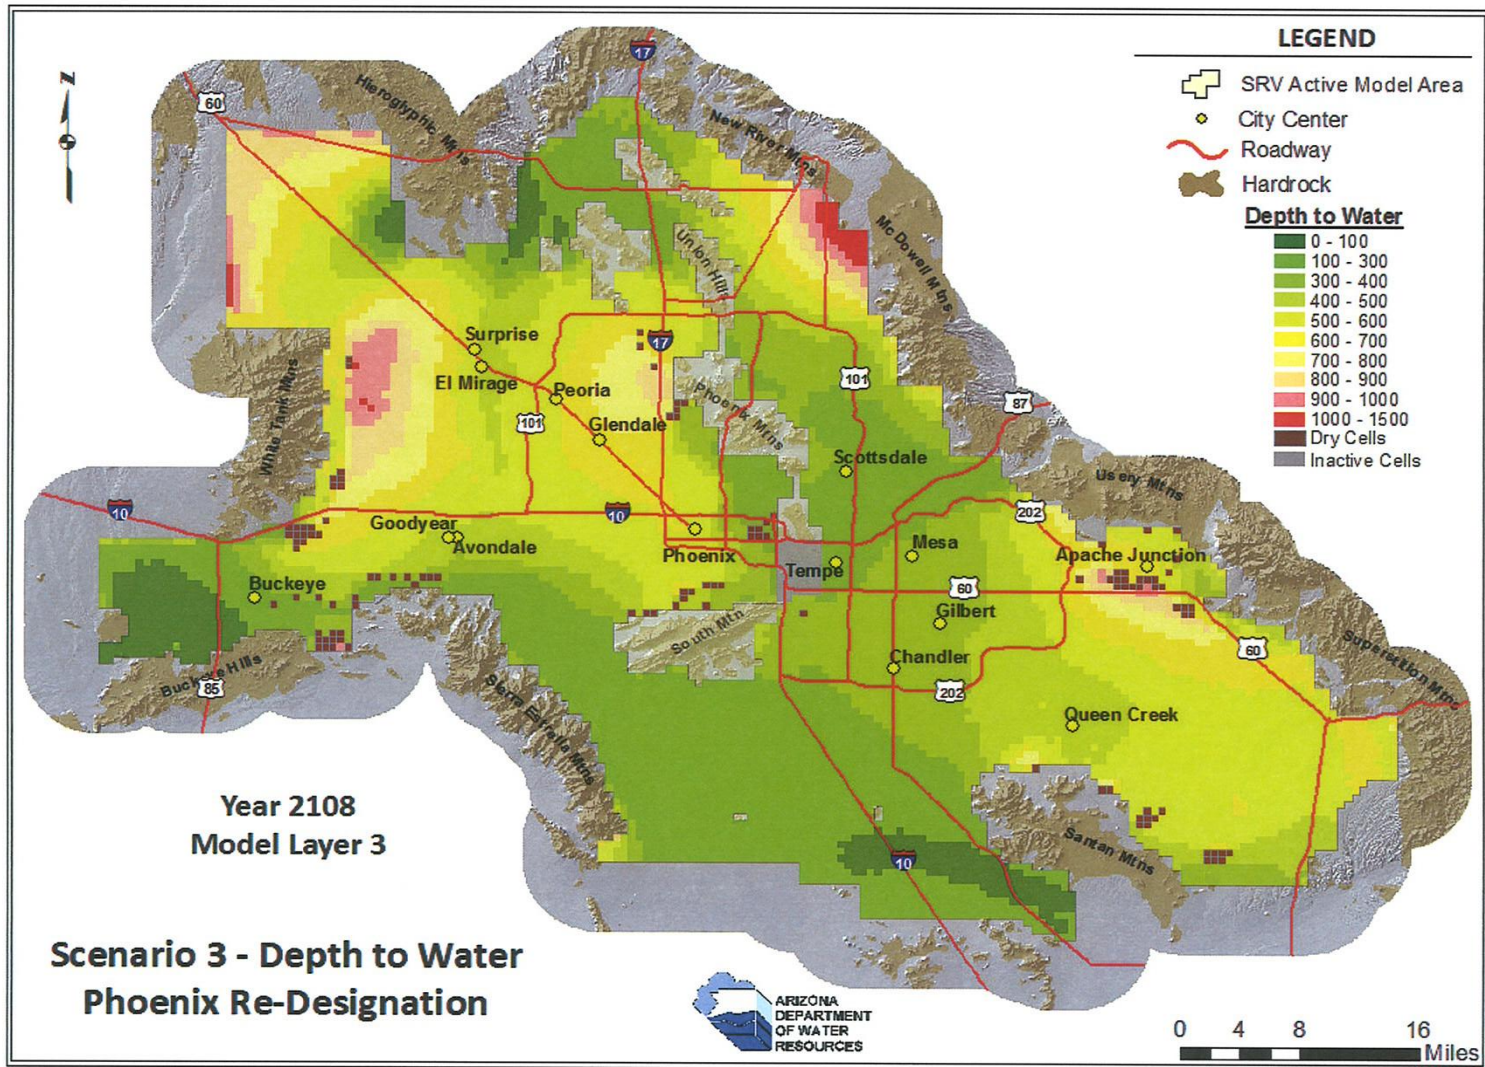 LEGEND
SRV Active Model Area
City Center
Roadway
Hardrock
Depth to Water
0 - 100
100 - 300
300 - 400
400 - 500
500 - 600
600 - 700
700 - 800
800 - 900
900 - 1000
1000 - 1500
Dry Cells
Inactive Cells
N
17
60
Hieroglyphic Mtns
New River Mtns
Union Hills
McDowell Mtns
Surprise
17
El Mirage
Peoria
101
87
White Tank Mtns
101
Glendale
Phoenix Mtns
Scottsdale
Usery Mtns
10
Goodyear
10
202
Avondale
Phoenix
Mesa
Apache Junction
Tempe
Buckeye
60
Gilbert
South Mtn
60
Superstition Mtns
Chandler
Buckeye Hills
85
202
Sierra Estrella Mtns
Queen Creek
Year 2108
Model Layer 3
10
Santan Mtns
Scenario 3 - Depth to Water
Phoenix Re-Designation
ARIZONA
DEPARTMENT
OF WATER
RESOURCES
0 4 8 16
Miles